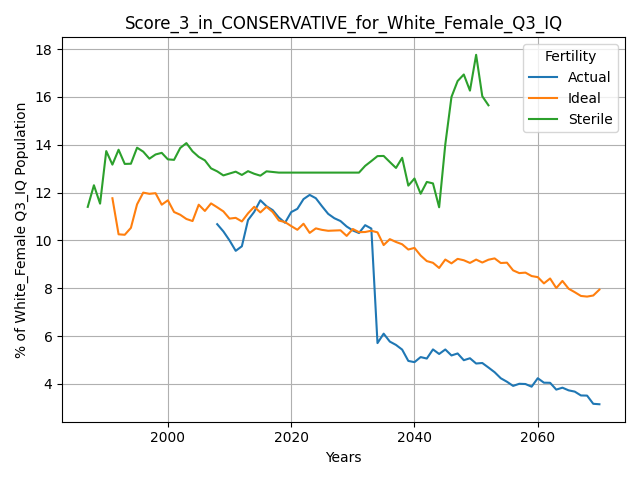 Score_3_in_CONSERVATIVE_for_White_Female_Q3_IQ
Fertility
Actual
Ideal
Sterile
% of White_Female Q3_IQ Population
18
16
14
12
10
8
6
4
2000
2020
2040
2060
Years